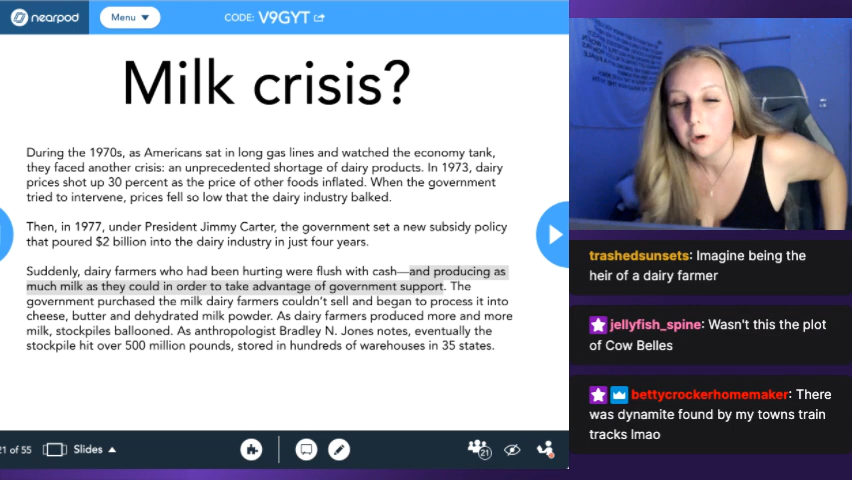 nearpod
Menu
CODE: V9GYT
Milk crisis?
During the 1970s, as Americans sat in long gas lines and watched the economy tank,
they faced another crisis: an unprecedented shortage of dairy products. In 1973, dairy
prices shot up 30 percent as the price of other foods inflated. When the government
tried to intervene, prices fell so low that the dairy industry balked.
Then, in 1977, under President Jimmy Carter, the government set a new subsidy policy
that poured $2 billion into the dairy industry in just four years.
Suddenly, dairy farmers who had been hurting were flush with cash—and producing as
much milk as they could in order to take advantage of government support. The
government purchased the milk dairy farmers couldn't sell and began to process it into
cheese, butter and dehydrated milk powder. As dairy farmers produced more and more
milk, stockpiles ballooned. As anthropologist Bradley N. Jones notes, eventually the
stockpile hit over 500 million pounds, stored in hundreds of warehouses in 35 states.
21 of 55
Slides
21
trashedsunsets: Imagine being the
heir of a dairy farmer
jellyfish_spine: Wasn't this the plot
of Cow Belles
bettycrockerhomemaker: There
was dynamite found by my towns train
tracks lmao